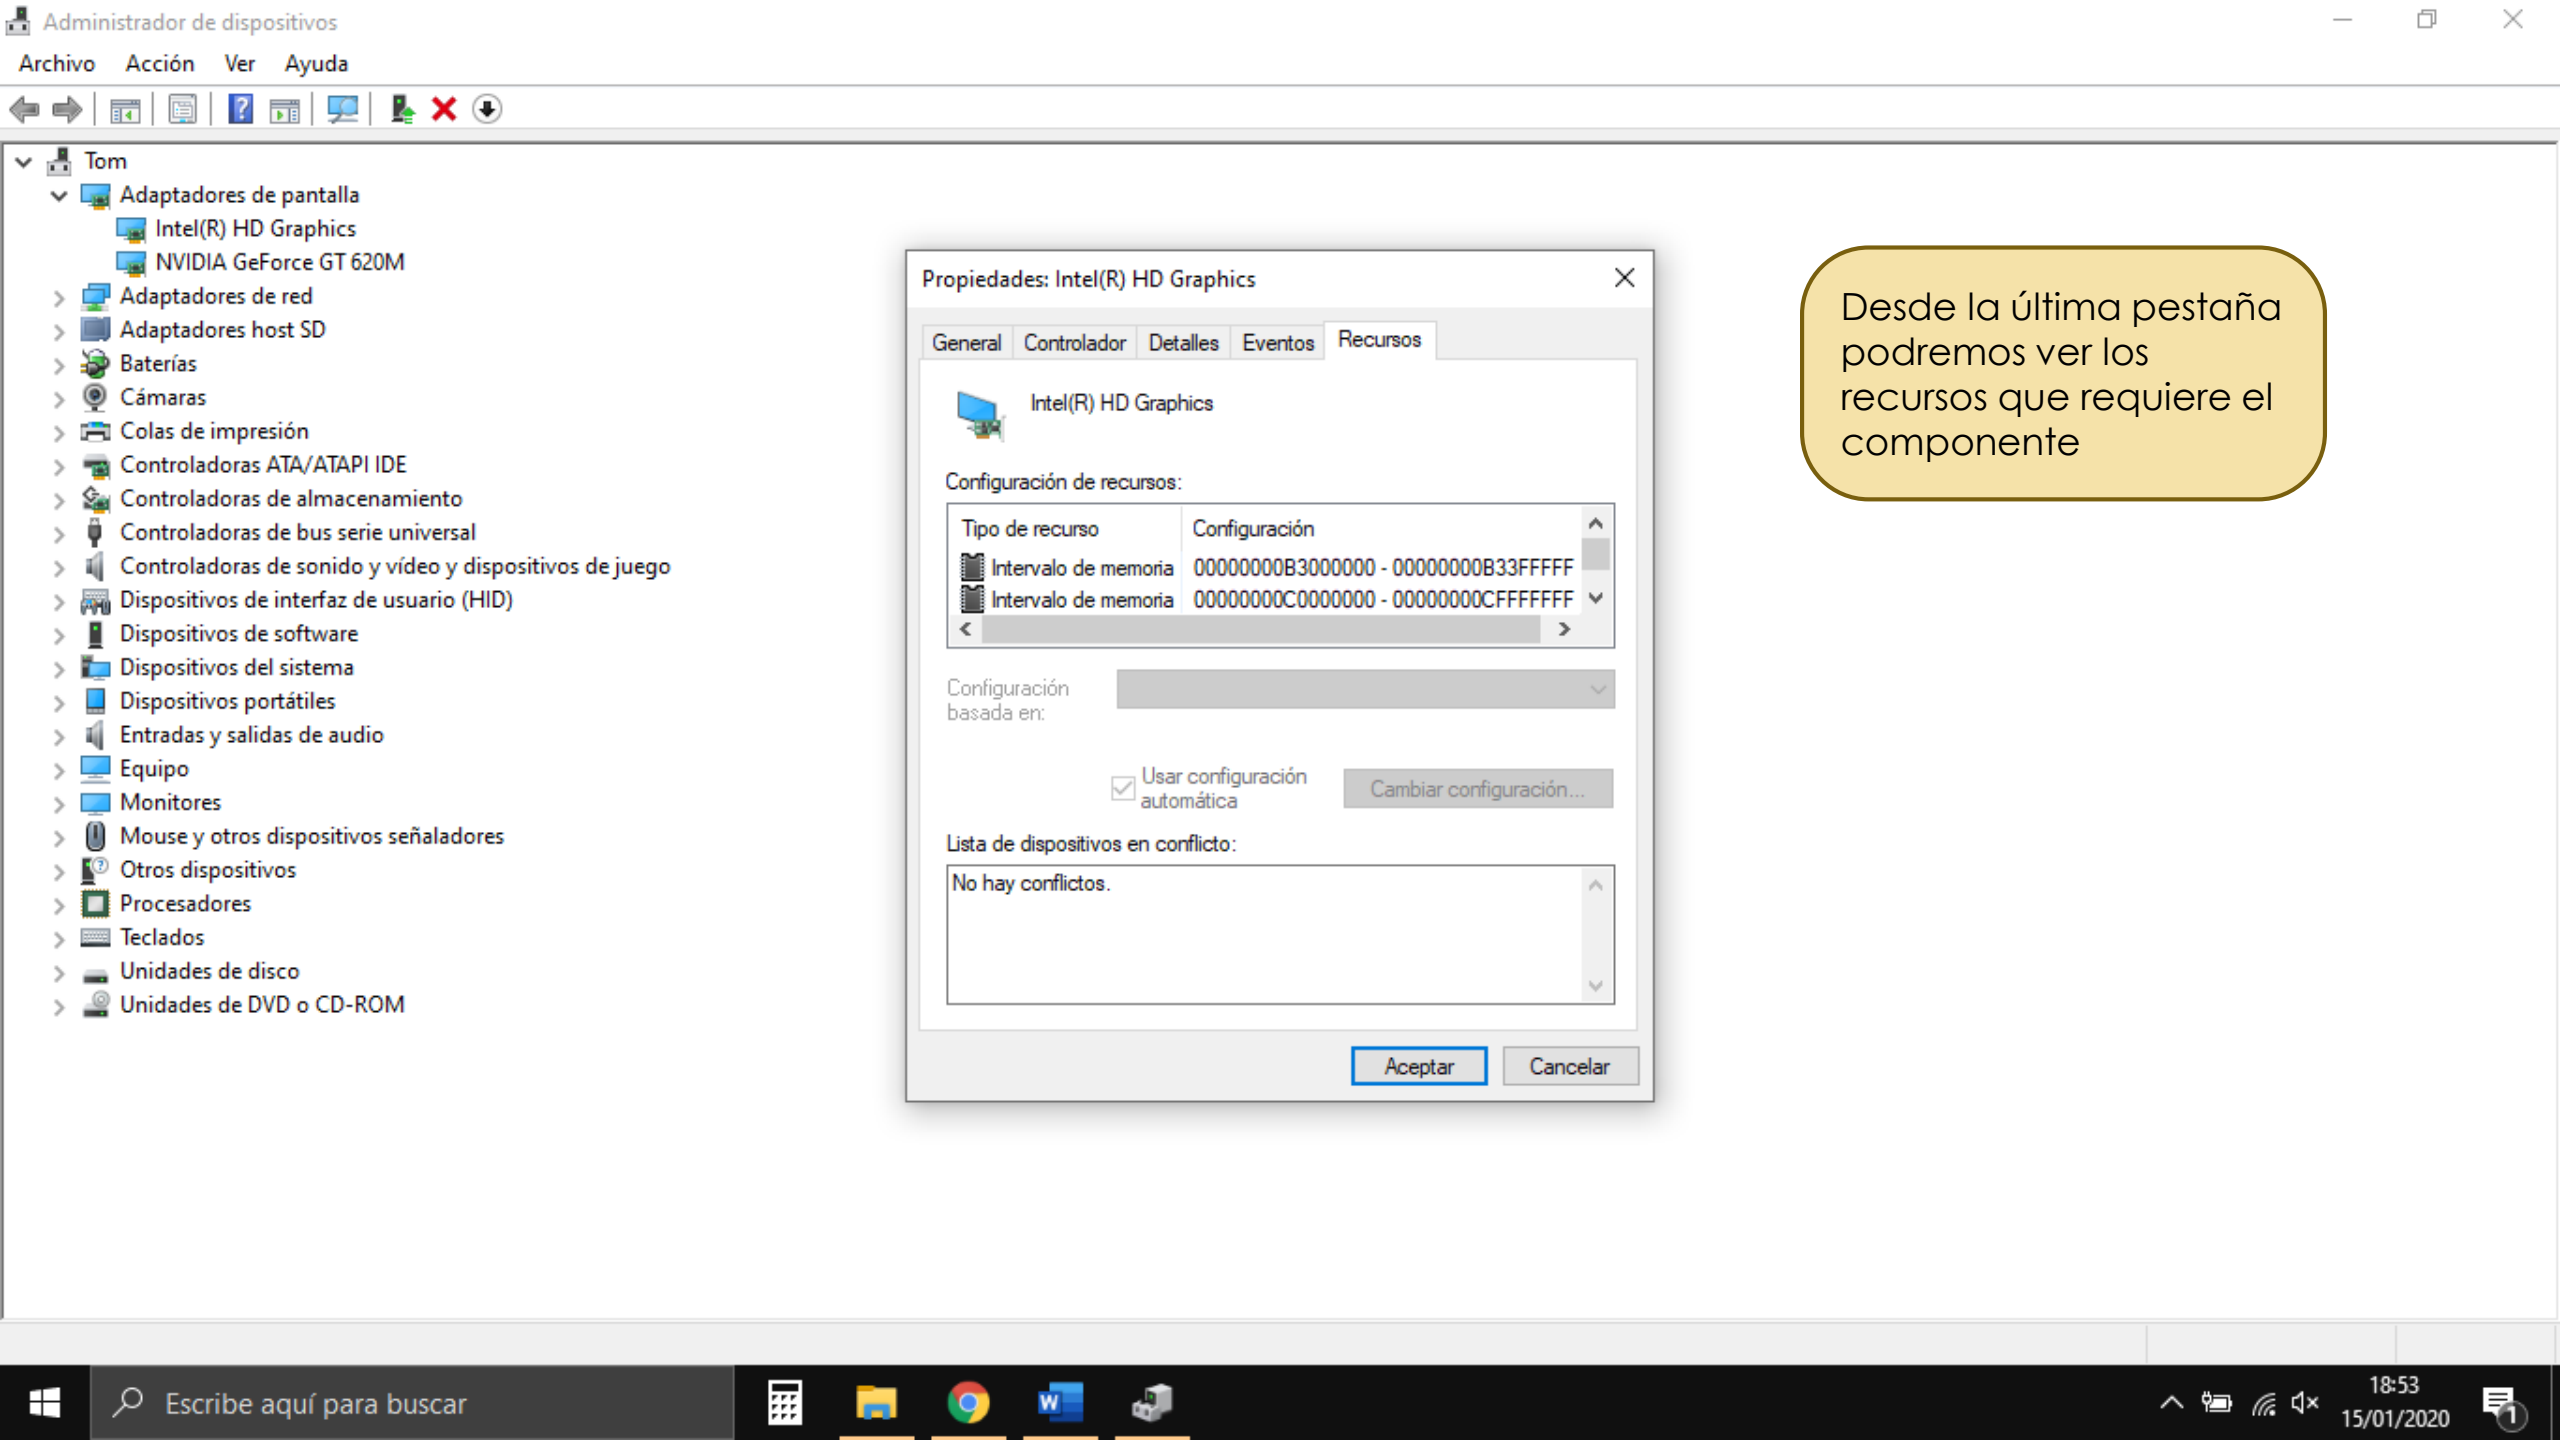 Administrador de dispositivos
Archivo Acción Ver Ayuda
Tom
Adaptadores de pantalla
Intel(R) HD Graphics
NVIDIA GeForce GT 620M
Adaptadores de red
Adaptadores host SD
Baterías
Cámaras
Colas de impresión
Controladoras ATA/ATAPI IDE
Controladoras de almacenamiento
Controladoras de bus serie universal
Controladoras de sonido y vídeo y dispositivos de juego
Dispositivos de interfaz de usuario (HID)
Dispositivos de software
Dispositivos del sistema
Dispositivos portátiles
Entradas y salidas de audio
Equipo
Monitores
Mouse y otros dispositivos señaladores
Otros dispositivos
Procesadores
Teclados
Unidades de disco
Unidades de DVD o CD-ROM
Propiedades: Intel(R) HD Graphics
General Controlador Detalles Eventos Recursos
Intel(R) HD Graphics
Configuración de recursos:
Tipo de recurso Configuración
Intervalo de memoria 00000000B3000000 - 00000000B33FFFFF
Intervalo de memoria 00000000C0000000 - 00000000CFFFFFFF
Configuración
basada en:
Usar configuración
automática
Cambiar configuración...
Lista de dispositivos en conflicto:
No hay conflictos.
Aceptar Cancelar
Desde la última pestaña
podremos ver los
recursos que requiere el
componente
Escribe aquí para buscar
18:53
15/01/2020
1